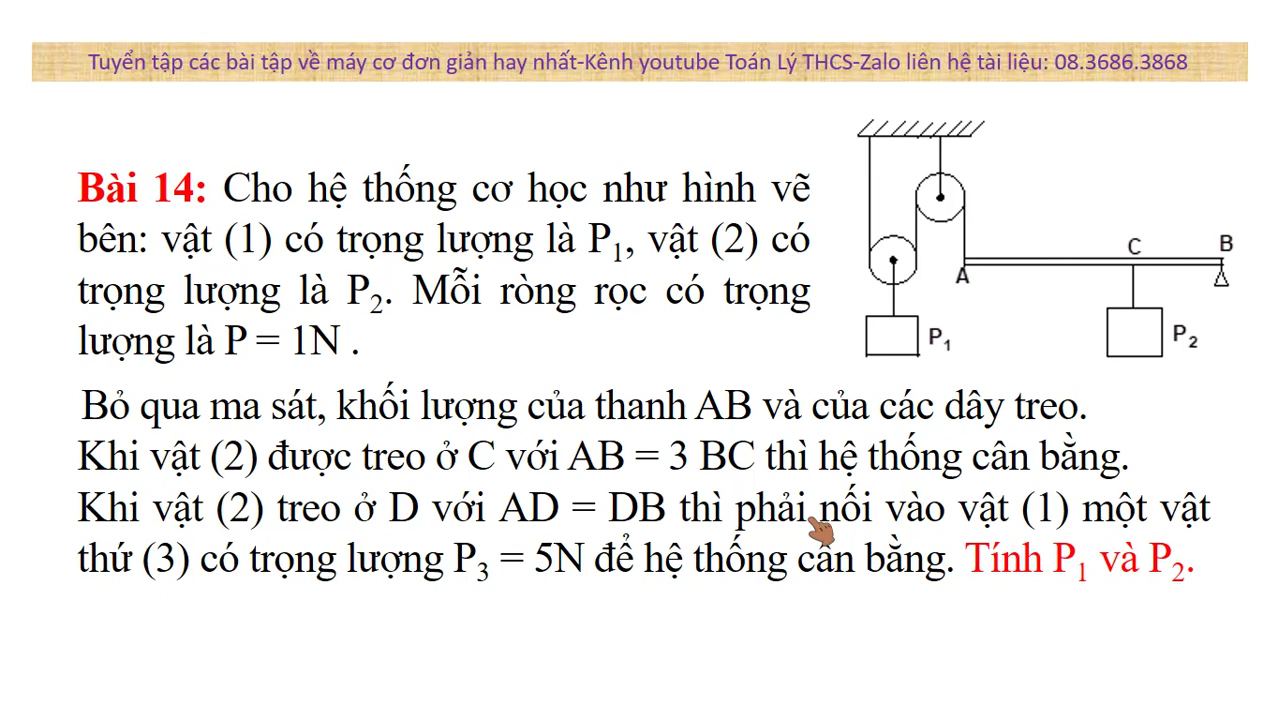 Tuyển tập các bài tập về máy cơ đơn giản hay nhất-Kênh youtube Toán Lý THCS-Zalo liên hệ tài liệu: 08.3686.3868
Bài 14: Cho hệ thống cơ học như hình vẽ
bên: vật (1) có trọng lượng là P₁, vật (2) có
trọng lượng là P₂. Mỗi ròng rọc có trọng
lượng là P = 1N .
C
B
A
P₁
P₂
Bỏ qua ma sát, khối lượng của thanh AB và của các dây treo.
Khi vật (2) được treo ở C với AB = 3 BC thì hệ thống cân bằng.
Khi vật (2) treo ở D với AD = DB thì phải nối vào vật (1) một vật
thứ (3) có trọng lượng P₃ = 5N để hệ thống cân bằng. Tính P₁ và P₂.